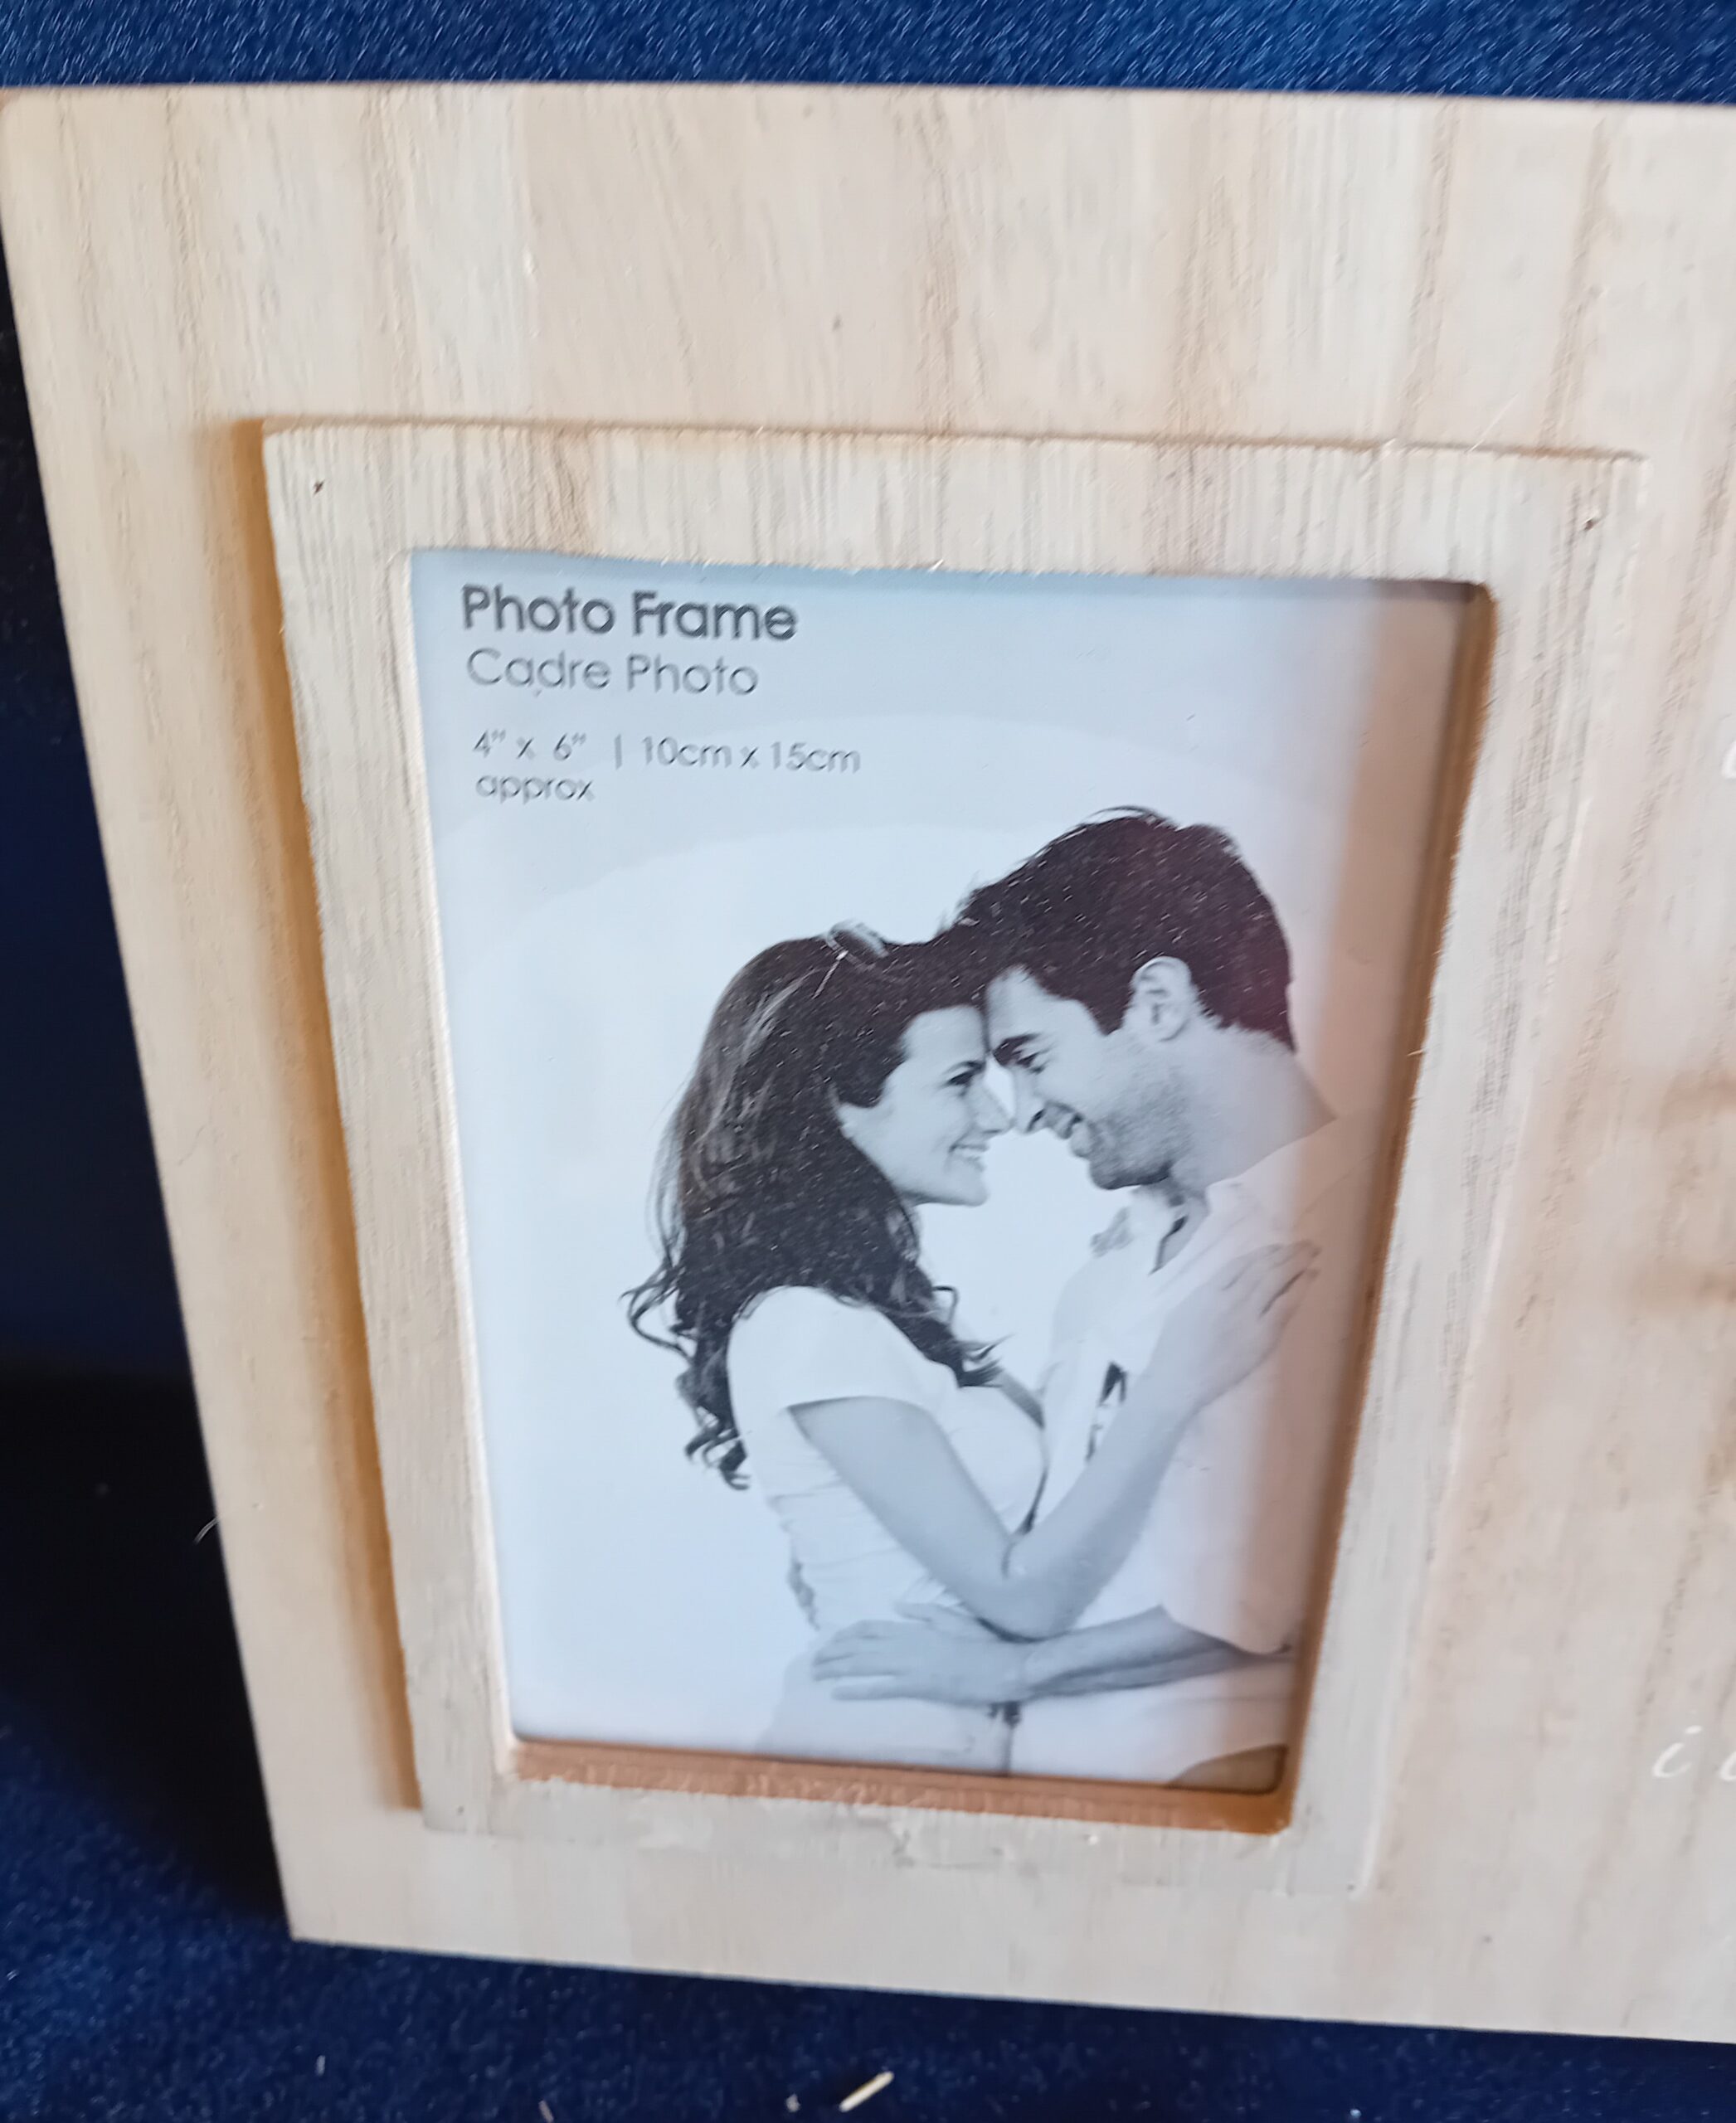 Photo Frame
Cadre Photo
4" x 6" | 10cm x 15cm
approx